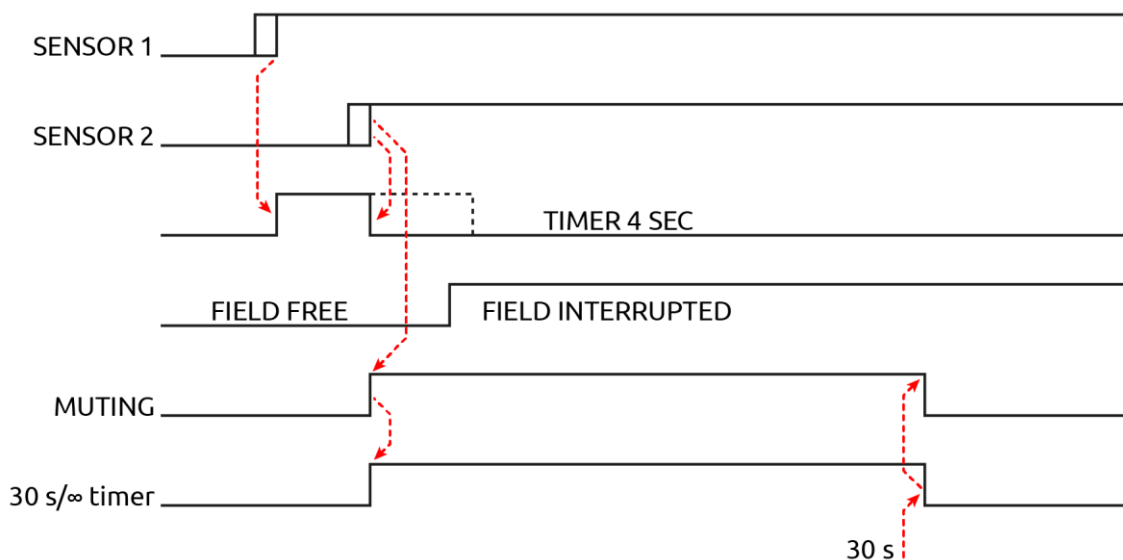 SENSOR 1
SENSOR 2
TIMER 4 SEC
FIELD FREE
FIELD INTERRUPTED
MUTING
30 s/∞ timer
30 s